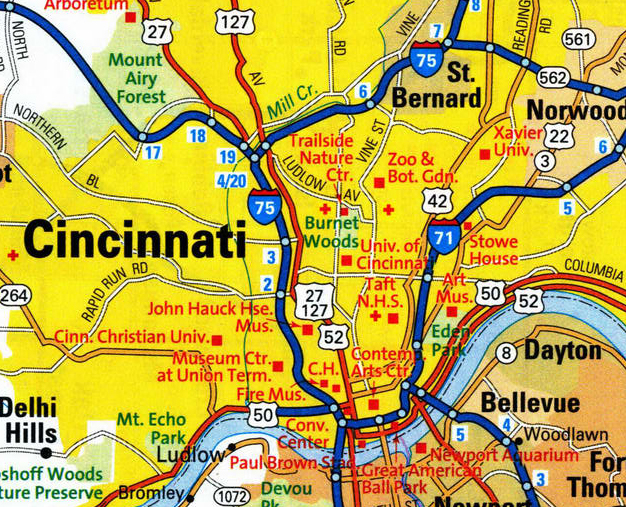 Arboretum
27
127
RD
VINE
8
7
READING
RD
561
NORTH
Mount
Airy
Forest
AV
75
St.
Bernard
562
Norwood
NORTHERN
Mill Cr.
6
17
18
Trailside
Nature
Ctr.
VINE ST
Xavier
Univ.
22
3
6
19
4/20
LUDLOW
AV
Zoo &
Bot. Gdn.
BL
75
42
5
Cincinnati
Burnet
Woods
71
Stowe
House
3
Univ. of
Cincinnati
COLUMBIA
RAPID RUN RD
264
2
27
127
Taft
N.H.S.
Art
Mus.
50
52
John Hauck Hse.
Mus.
52
Cinn. Christian Univ.
Eden
Park
8
Dayton
Museum Ctr.
at Union Term.
C.H.
Contemp.
Arts Ctr.
Fire Mus.
Delhi
Hills
Mt. Echo
Park
50
Conv.
Center
Bellevue
5
4
Woodlawn
Ludlow
Paul Brown Stad.
Great American
Ball Park
Newport Aquarium
3
For
Thom
Bromley
1072
Devou
Pk.
Newport